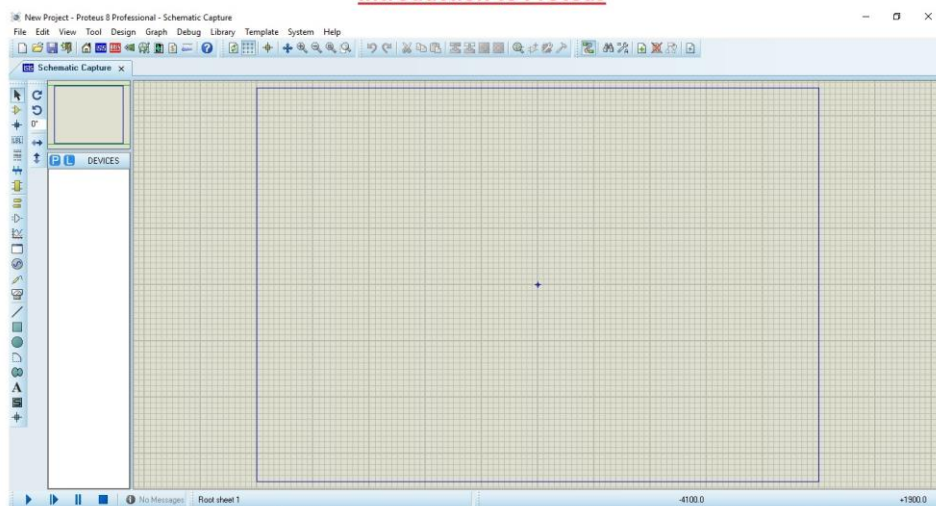 New Project - Proteus 8 Professional - Schematic Capture
File Edit View Tool Design Graph Debug Library Template System Help
Schematic Capture x
0°
P L DEVICES
A
No Messages Root sheet 1 -4100.0 +1900.0